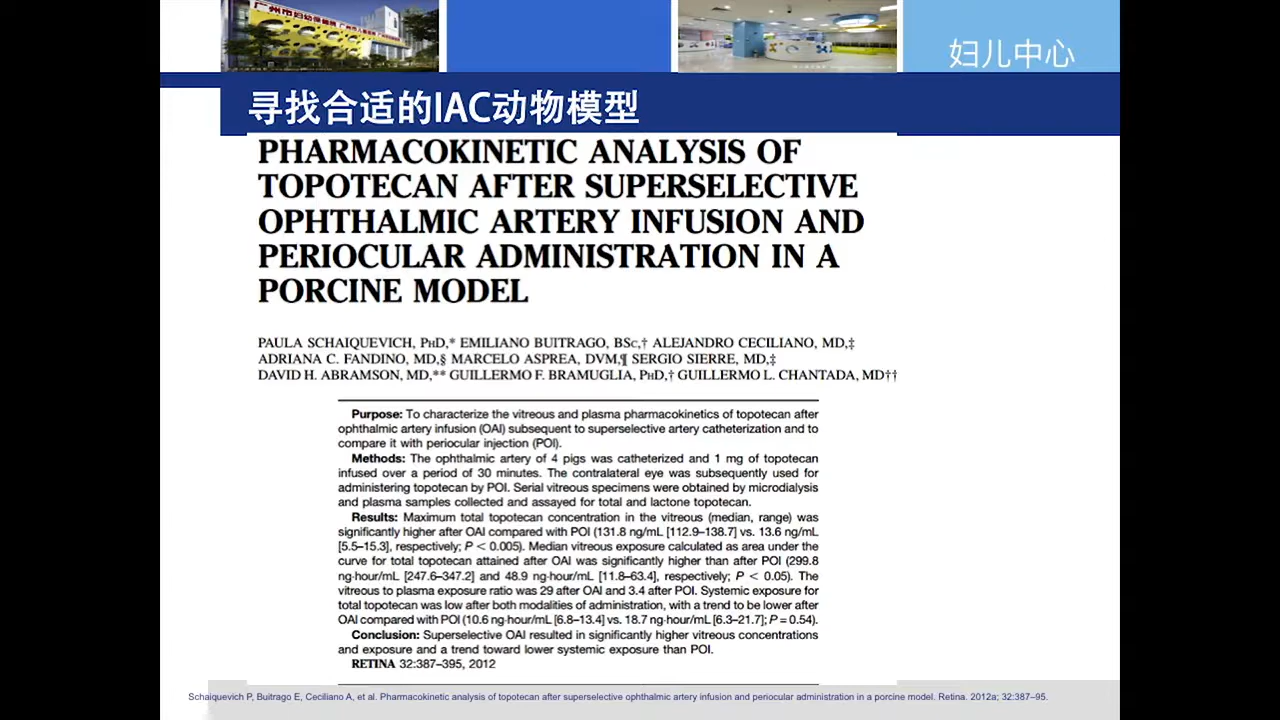 广州市妇幼保健院
妇儿中心
寻找合适的IAC动物模型
PHARMACOKINETIC ANALYSIS OF
TOPOTECAN AFTER SUPERSELECTIVE
OPHTHALMIC ARTERY INFUSION AND
PERIOCULAR ADMINISTRATION IN A
PORCINE MODEL
PAULA SCHAIQUEVICH, PHD,* EMILIANO BUITRAGO, BSC,† ALEJANDRO CECILIANO, MD,‡
ADRIANA C. FANDINO, MD,§ MARCELO ASPREA, DVM,¶ SERGIO SIERRE, MD,‡
DAVID H. ABRAMSON, MD,** GUILLERMO F. BRAMUGLIA, PHD,† GUILLERMO L. CHANTADA, MD††
Purpose: To characterize the vitreous and plasma pharmacokinetics of topotecan after
ophthalmic artery infusion (OAI) subsequent to superselective artery catheterization and to
compare it with periocular injection (POI).
Methods: The ophthalmic artery of 4 pigs was catheterized and 1 mg of topotecan
infused over a period of 30 minutes. The contralateral eye was subsequently used for
administering topotecan by POI. Serial vitreous specimens were obtained by microdialysis
and plasma samples collected and assayed for total and lactone topotecan.
Results: Maximum total topotecan concentration in the vitreous (median, range) was
significantly higher after OAI compared with POI (131.8 ng/mL [112.9–138.7] vs. 13.6 ng/mL
[5.5–15.3], respectively; P < 0.005). Median vitreous exposure calculated as area under the
curve for total topotecan attained after OAI was significantly higher than after POI (299.8
ng·hour/mL [247.6–347.2] and 48.9 ng·hour/mL [11.8–63.4], respectively; P < 0.05). The
vitreous to plasma exposure ratio was 29 after OAI and 3.4 after POI. Systemic exposure for
total topotecan was low after both modalities of administration, with a trend to be lower after
OAI compared with POI (10.6 ng·hour/mL [6.8–13.4] vs. 18.7 ng·hour/mL [6.3–21.7]; P = 0.54).
Conclusion: Superselective OAI resulted in significantly higher vitreous concentrations
and exposure and a trend toward lower systemic exposure than POI.
RETINA 32:387–395, 2012
Schaiquevich P, Buitrago E, Ceciliano A, et al. Pharmacokinetic analysis of topotecan after superselective ophthalmic artery infusion and periocular administration in a porcine model. Retina. 2012a; 32:387–95.